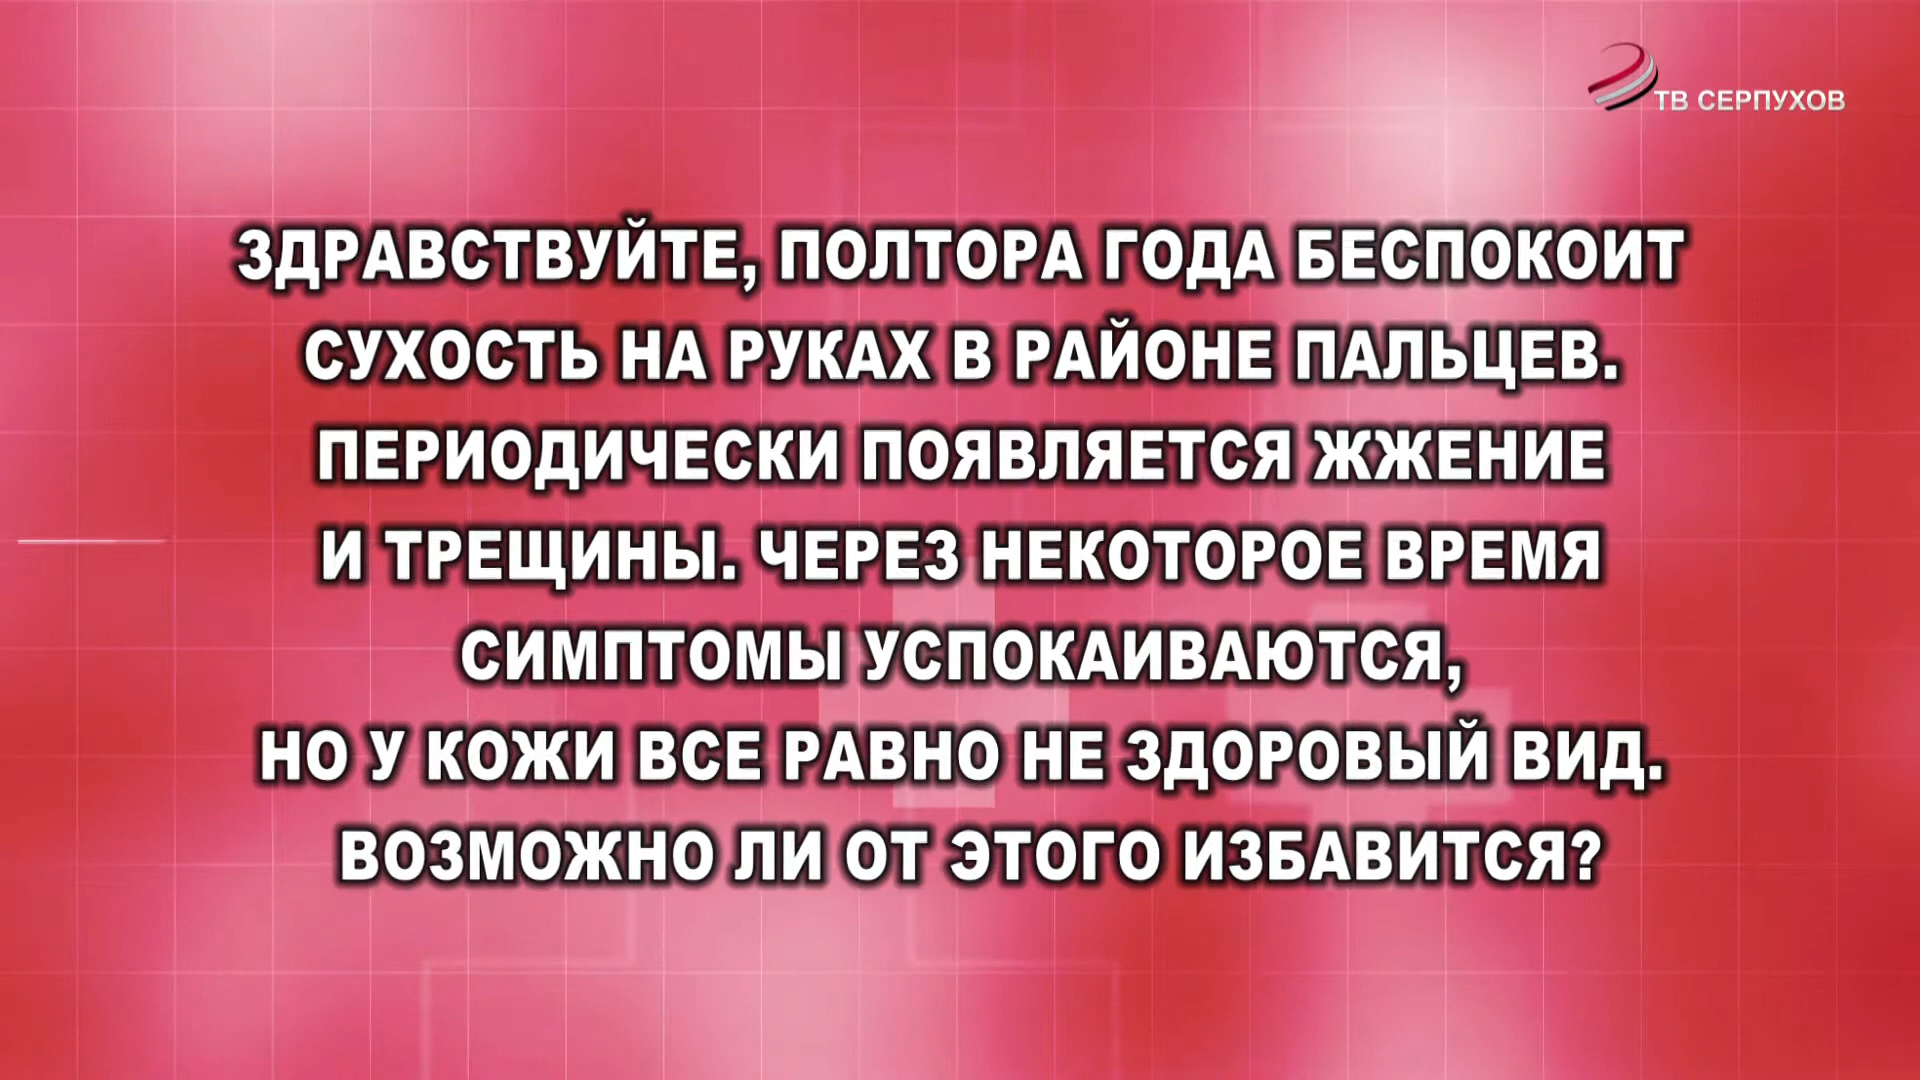 ТВ СЕРПУХОВ
ЗДРАВСТВУЙТЕ, ПОЛТОРА ГОДА БЕСПОКОИТ
СУХОСТЬ НА РУКАХ В РАЙОНЕ ПАЛЬЦЕВ.
ПЕРИОДИЧЕСКИ ПОЯВЛЯЕТСЯ ЖЖЕНИЕ
И ТРЕЩИНЫ. ЧЕРЕЗ НЕКОТОРОЕ ВРЕМЯ
СИМПТОМЫ УСПОКАИВАЮТСЯ,
НО У КОЖИ ВСЕ РАВНО НЕ ЗДОРОВЫЙ ВИД.
ВОЗМОЖНО ЛИ ОТ ЭТОГО ИЗБАВИТСЯ?